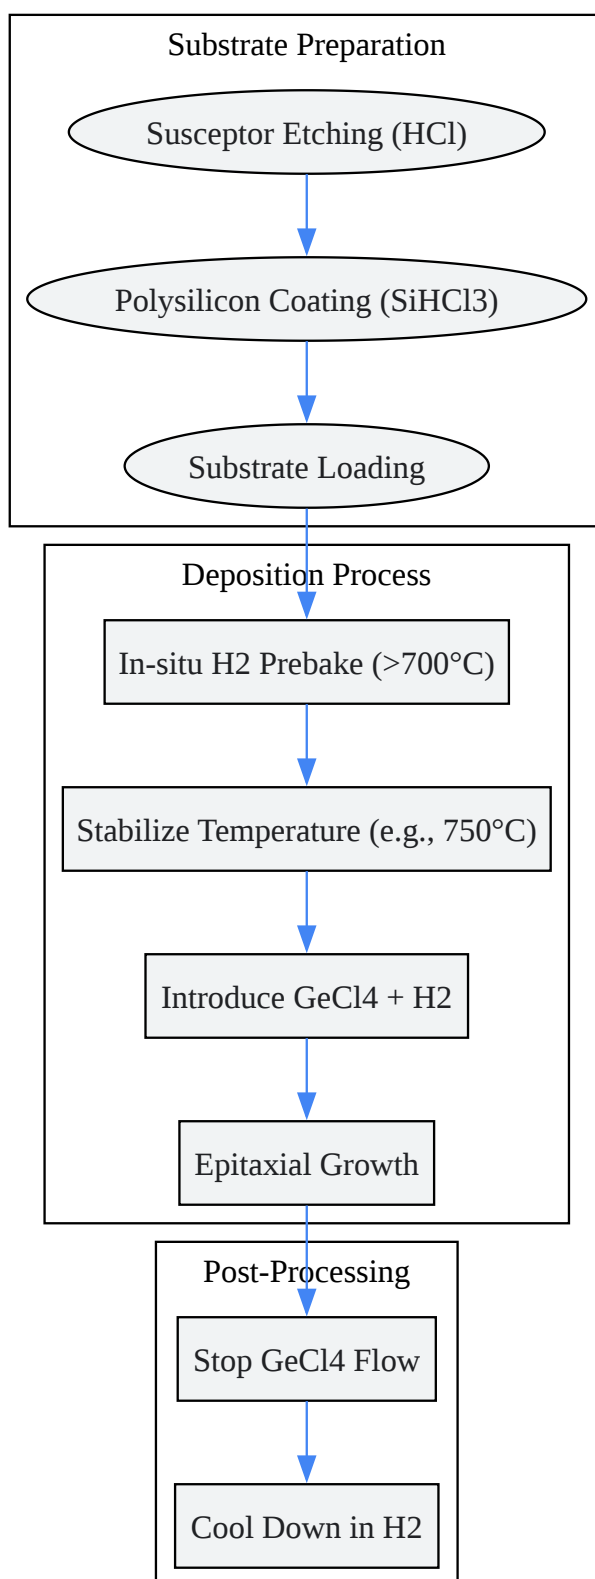 Substrate Preparation
Susceptor Etching (HCl)
Polysilicon Coating (SiHCl3)
Substrate Loading
Deposition Process
In-situ H2 Prebake (>700°C)
Stabilize Temperature (e.g., 750°C)
Introduce GeCl4 + H2
Epitaxial Growth
Post-Processing
Stop GeCl4 Flow
Cool Down in H2